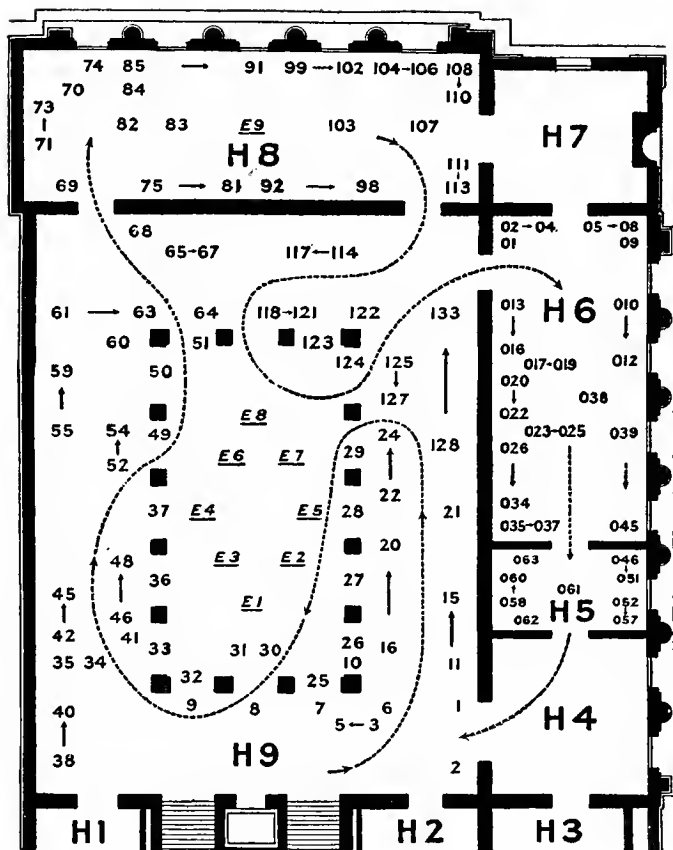 74 85 → 91 99 → 102 104→106 108
↓
70 84 110
73
|
71
82 83 E9 103 107
H8
H7
111
113
69 75 → 81 92 → 98
68
65→67 117←114
02→04. 05→08
01 09
61 → 63 64 118→121 122 133
H6
013 010
↓ ↓
60 51 123
016 012
59 50 124 125
↓
127
017→019
020
↓
022
038
↑
55 54 49 E8 24 128
↑
52
023→025
026 039
E6 E7 29
↓ ↓
37 E4 E5 28 22 21
034
035→037 045
20
48 36 E3 E2 27
↑
063 046
060 061 051
↑
058 052
062 057
H5
45
↑
42
46
41
E1
15
↑
11
35 34 33 31 30 26 16
10
32 25
40
↑
38
9 8 7 6 1
5←3
H4
H9
2
H1 H2 H3